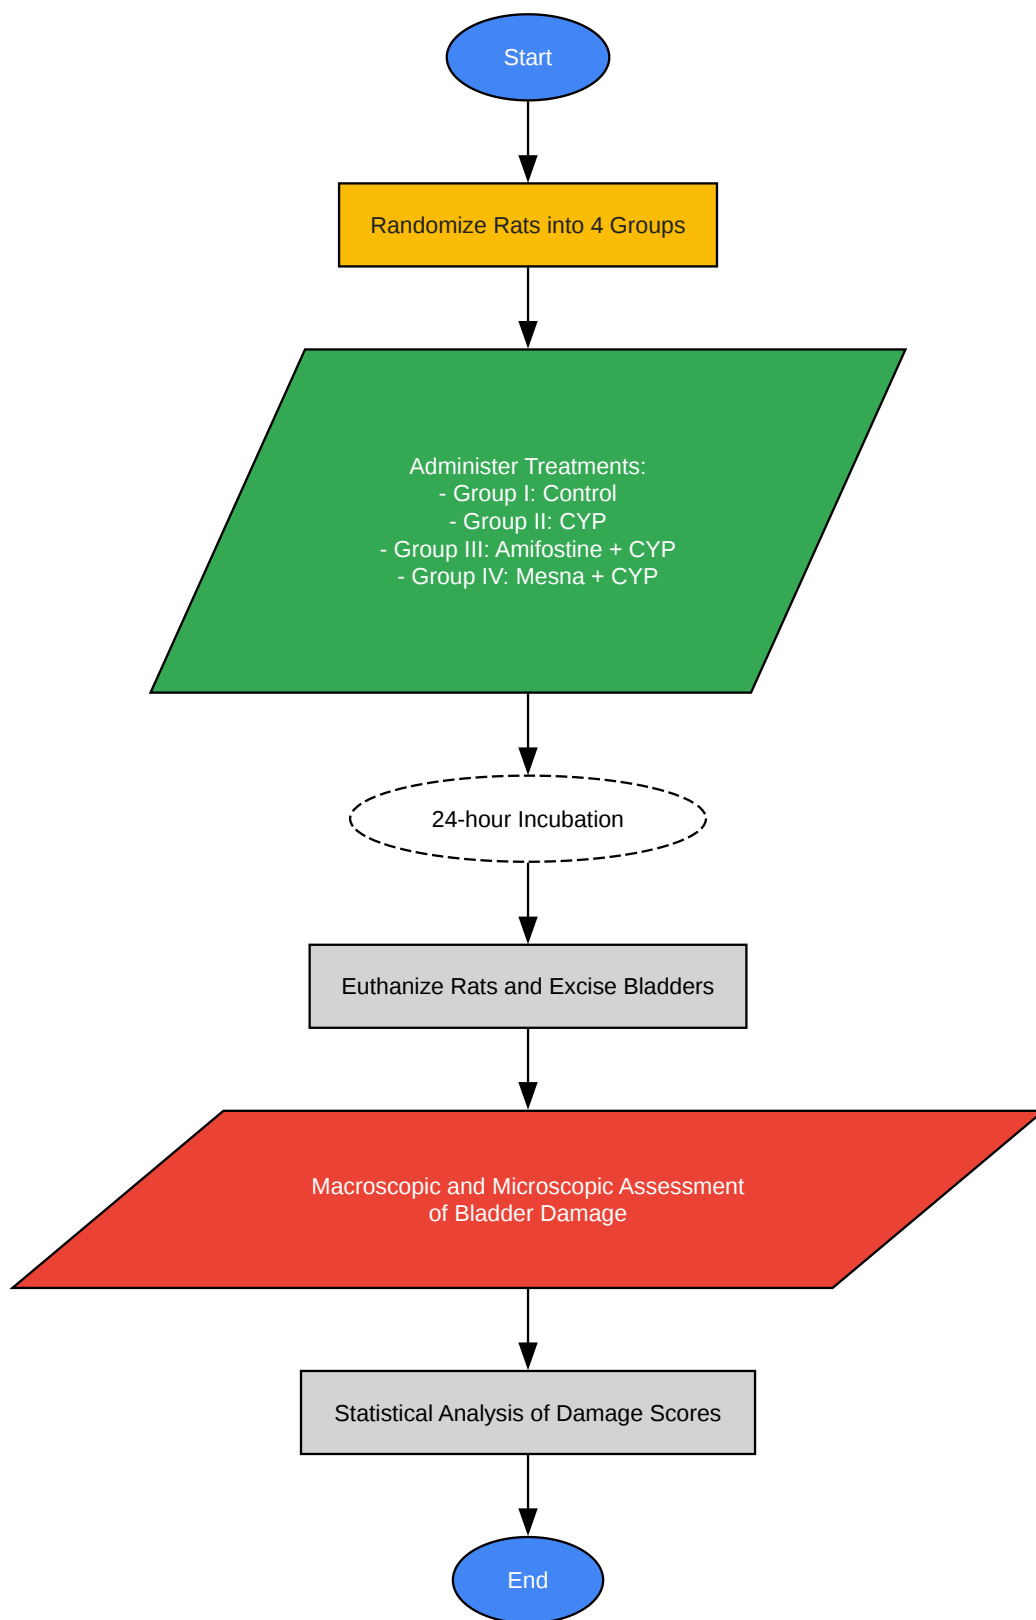 Start
Randomize Rats into 4 Groups
Administer Treatments:
- Group I: Control
- Group II: CYP
- Group III: Amifostine + CYP
- Group IV: Mesna + CYP
24-hour Incubation
Euthanize Rats and Excise Bladders
Macroscopic and Microscopic Assessment
of Bladder Damage
Statistical Analysis of Damage Scores
End